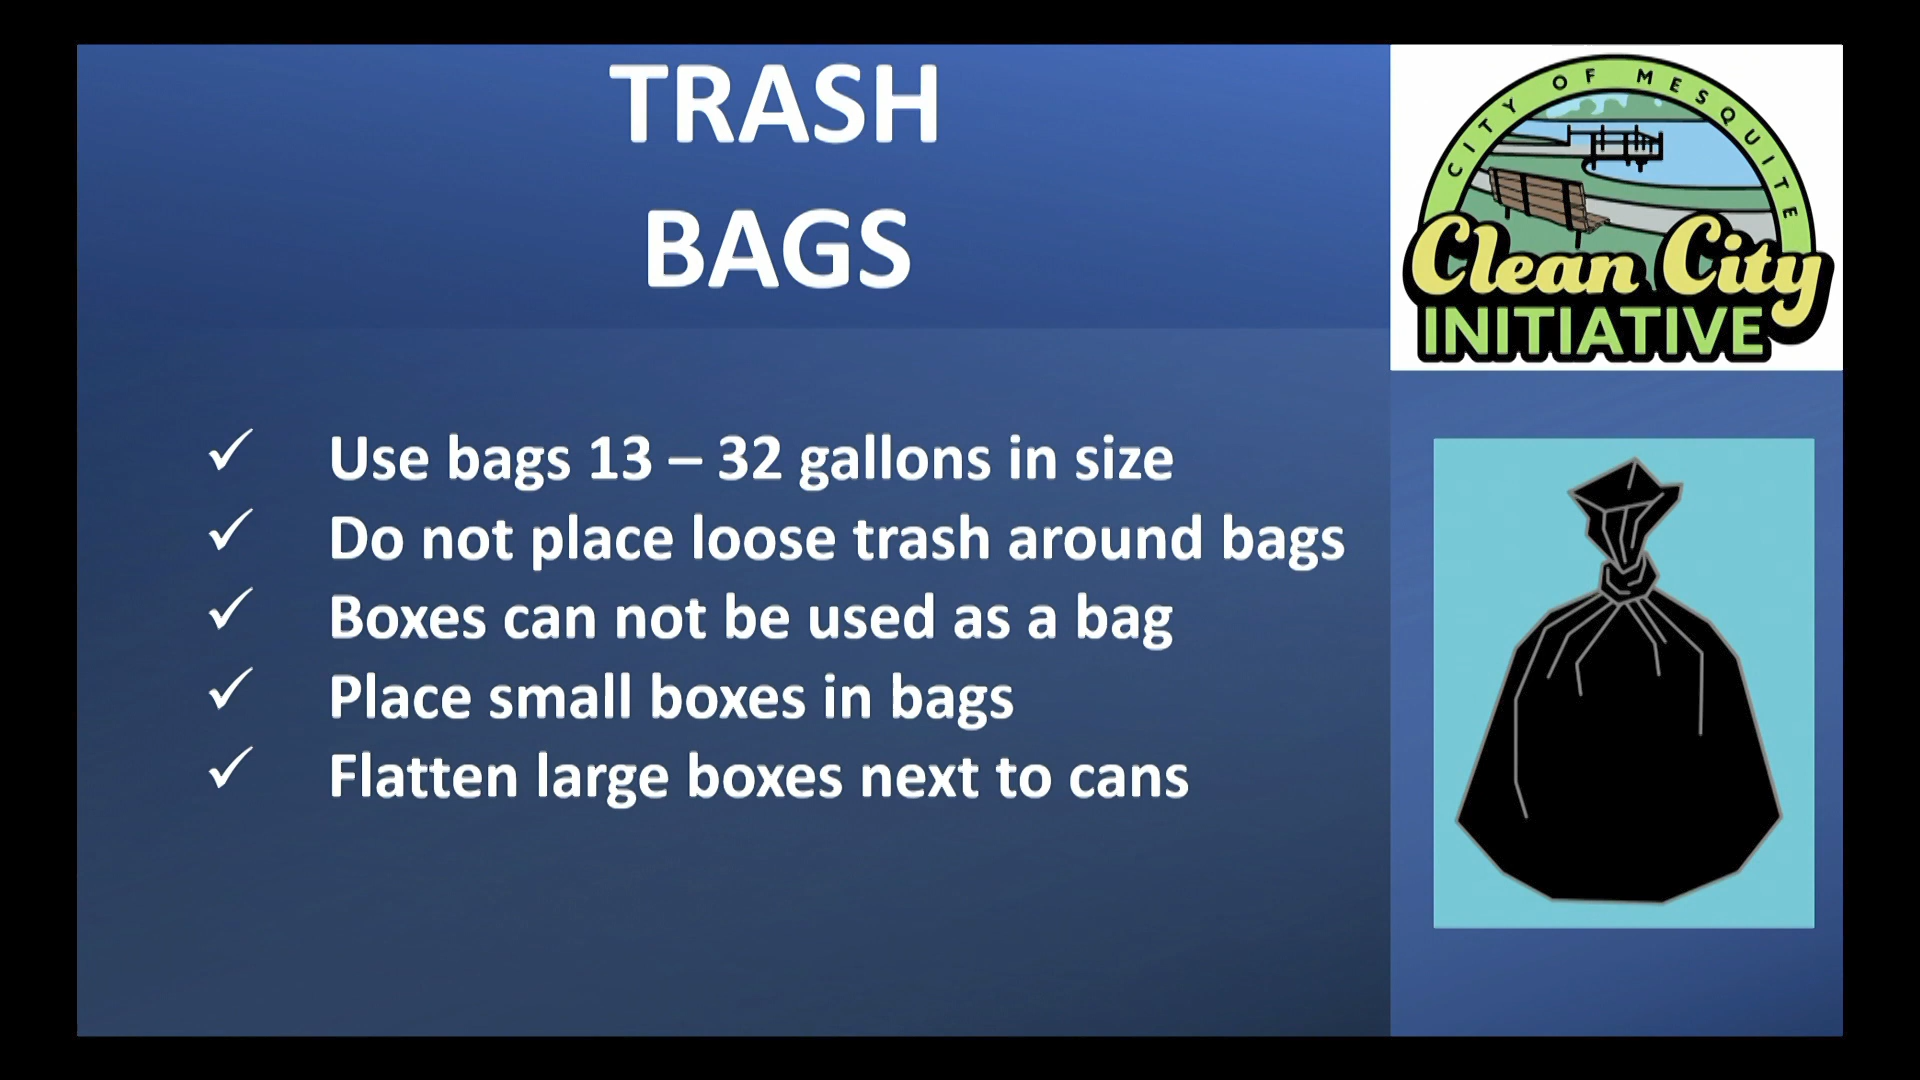 TRASH
BAGS
CITY OF MESQUITE
Clean City
INITIATIVE
✓ Use bags 13 – 32 gallons in size
✓ Do not place loose trash around bags
✓ Boxes can not be used as a bag
✓ Place small boxes in bags
✓ Flatten large boxes next to cans